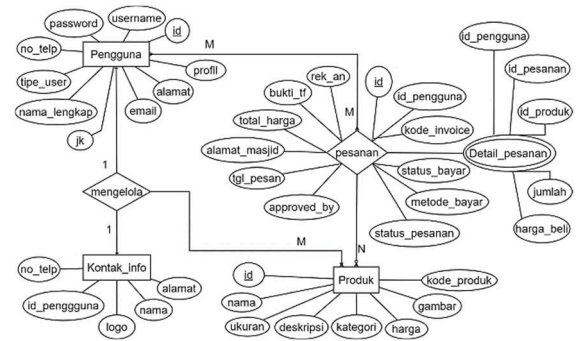 username
password
id
id_pengguna
no_telp
Pengguna
M
profil
rek_an
id
id_pesanan
tipe_user
alamat
bukti_tf
id_pengguna
nama_lengkap
email
total_harga
M
kode_invoice
id_produk
jk
alamat_masjid
pesanan
Detail_pesanan
1
tgl_pesan
status_bayar
mengelola
approved_by
metode_bayar
jumlah
1
status_pesanan
harga_beli
M
N
no_telp
Kontak_info
id
Produk
kode_produk
alamat
id_penggguna
nama
nama
gambar
logo
ukuran
deskripsi
kategori
harga